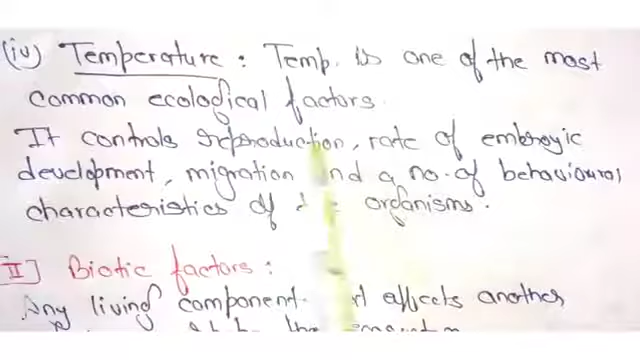 (iv) Temperature : Temp. is one of the most
common ecological factors.
It controls reproduction, rate of embroyic
development, migration and a no. of behavioural
characteristics of organisms.
II] Biotic factors :
Any living component affects another